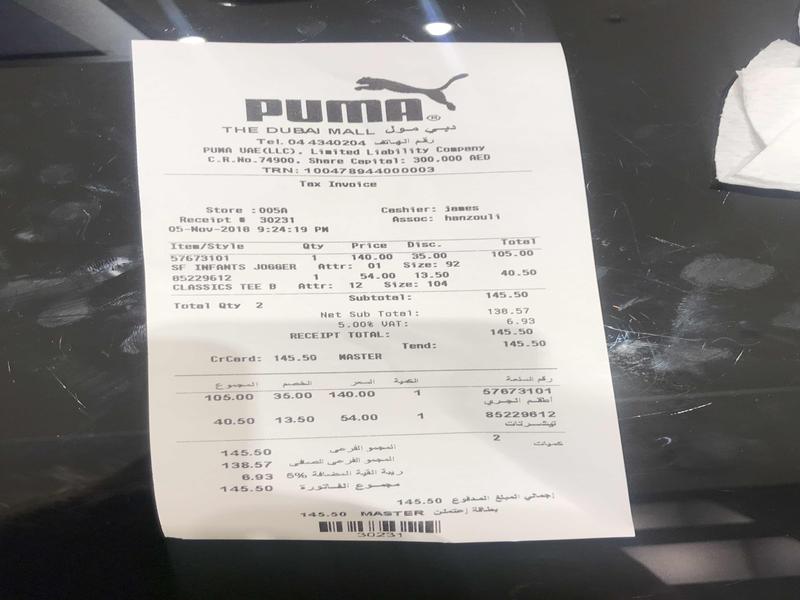 PUMA®
THE DUBAI MALL دبي مول
Tel. 04 4340204 رقم الهاتف
PUMA UAE(LLC). Limited Liability Company
C.R.No.74900. Share Capital: 300,000 AED
TRN: 100478944000003
Tax Invoice
Store :005A Cashier: james
Receipt # 30231 Assoc: hanzouli
05-Nov-2018 9:24:19 PM
Item/Style Qty Price Disc. Total
57673101 1 140.00 35.00 105.00
SF INFANTS JOGGER Attr: 01 Size: 92
85229612 1 54.00 13.50 40.50
CLASSICS TEE B Attr: 12 Size: 104
Subtotal: 145.50
Total Qty 2
Net Sub Total: 138.57
5.00% VAT: 6.93
RECEIPT TOTAL: 145.50
Tend: 145.50
CrCard: 145.50 MASTER
رقم السلعة الكمية السعر الخصم المجموع
57673101 1 140.00 35.00 105.00
أطقم الجري
85229612 1 54.00 13.50 40.50
تيشرتات
كميات 2
المجمو الفرعي 145.50
المجمو الفرعي الصافي 138.57
ريبة القية المضافة 5% 6.93
مجموع الفاتورة 145.50
إجمالي المبلغ المدفوع 145.50
بطاقة إعتملن MASTER 145.50
30231